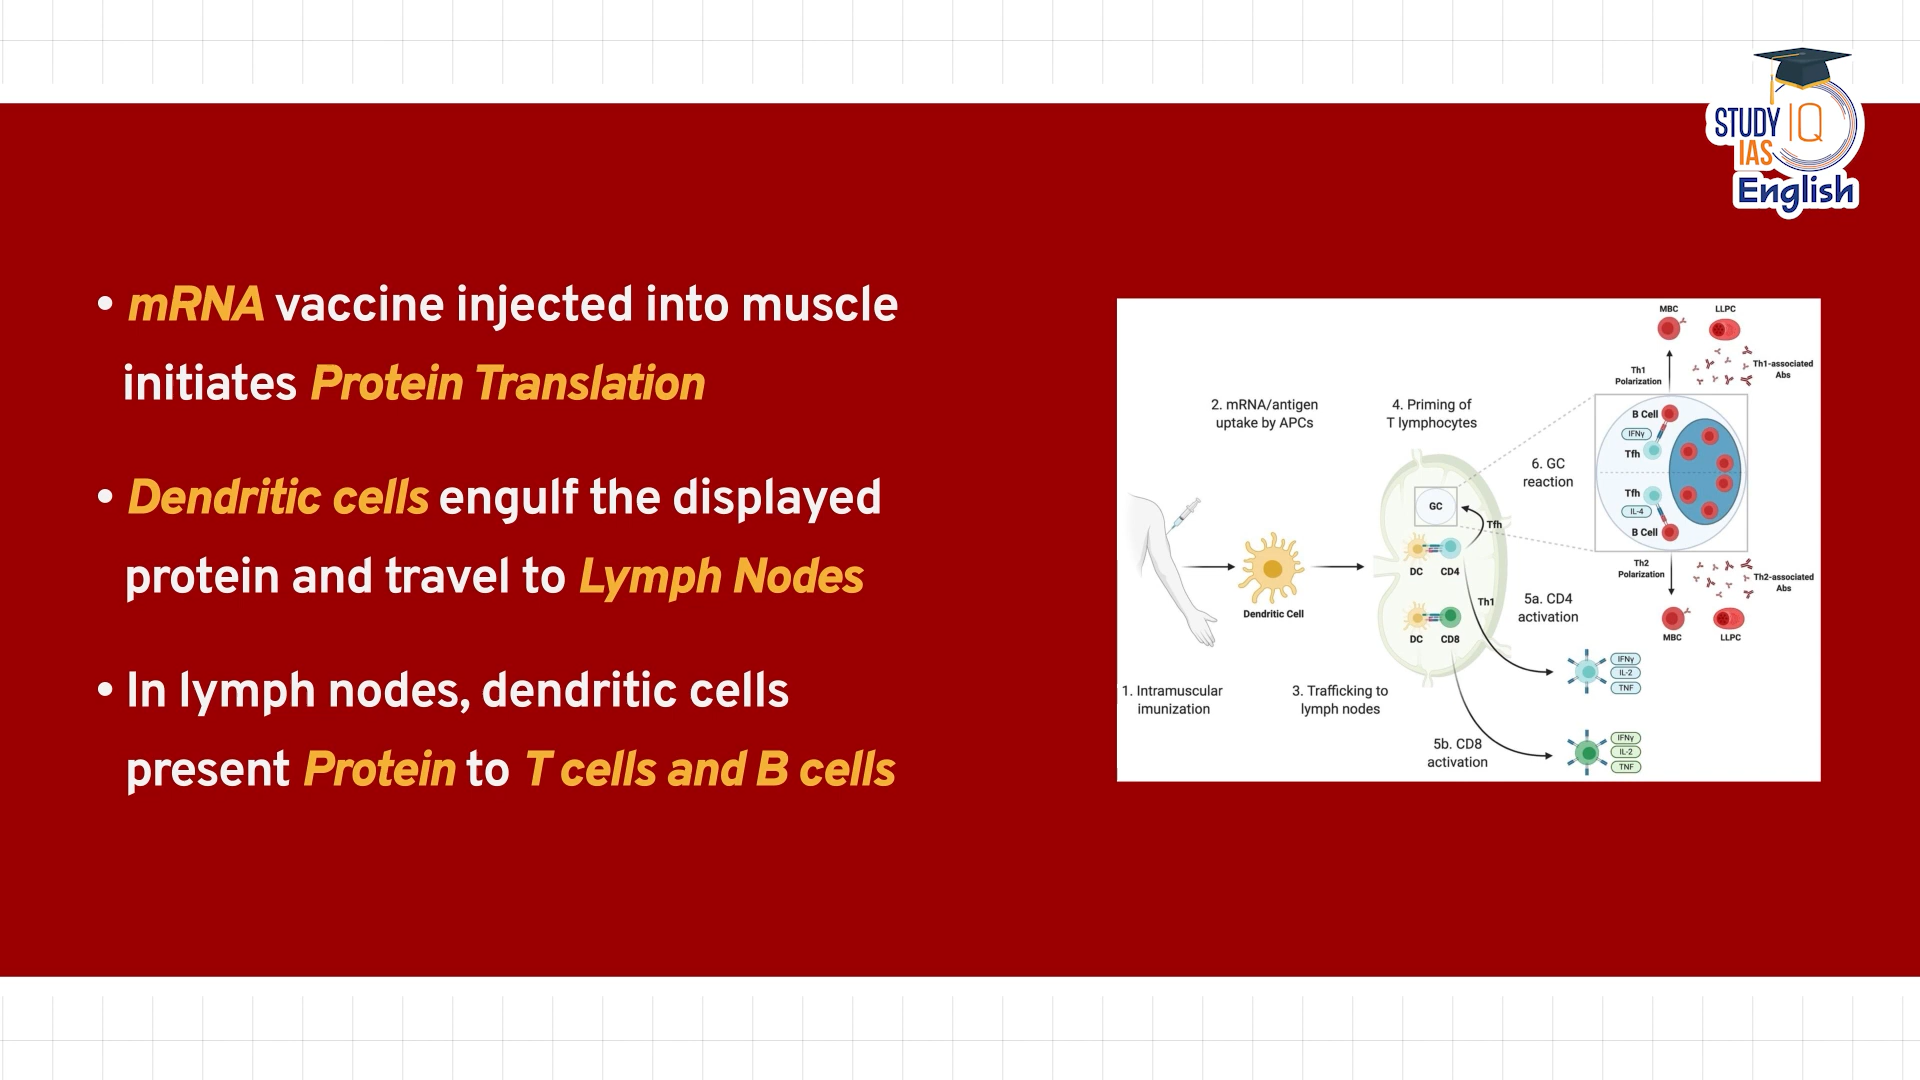 STUDY IQ
IAS
English
• mRNA vaccine injected into muscle
initiates Protein Translation
• Dendritic cells engulf the displayed
protein and travel to Lymph Nodes
• In lymph nodes, dendritic cells
present Protein to T cells and B cells
1. Intramuscular
imunization
2. mRNA/antigen
uptake by APCs
Dendritic Cell
3. Trafficking to
lymph nodes
4. Priming of
T lymphocytes
GC
Tfh
DC
CD4
Th1
DC
CD8
5a. CD4
activation
IFNγ
IL-2
TNF
5b. CD8
activation
IFNγ
IL-2
TNF
6. GC
reaction
MBC
LLPC
Th1
Polarization
Th1-associated
Abs
B Cell
IFNγ
Tfh
Tfh
IL-4
B Cell
Th2
Polarization
Th2-associated
Abs
MBC
LLPC